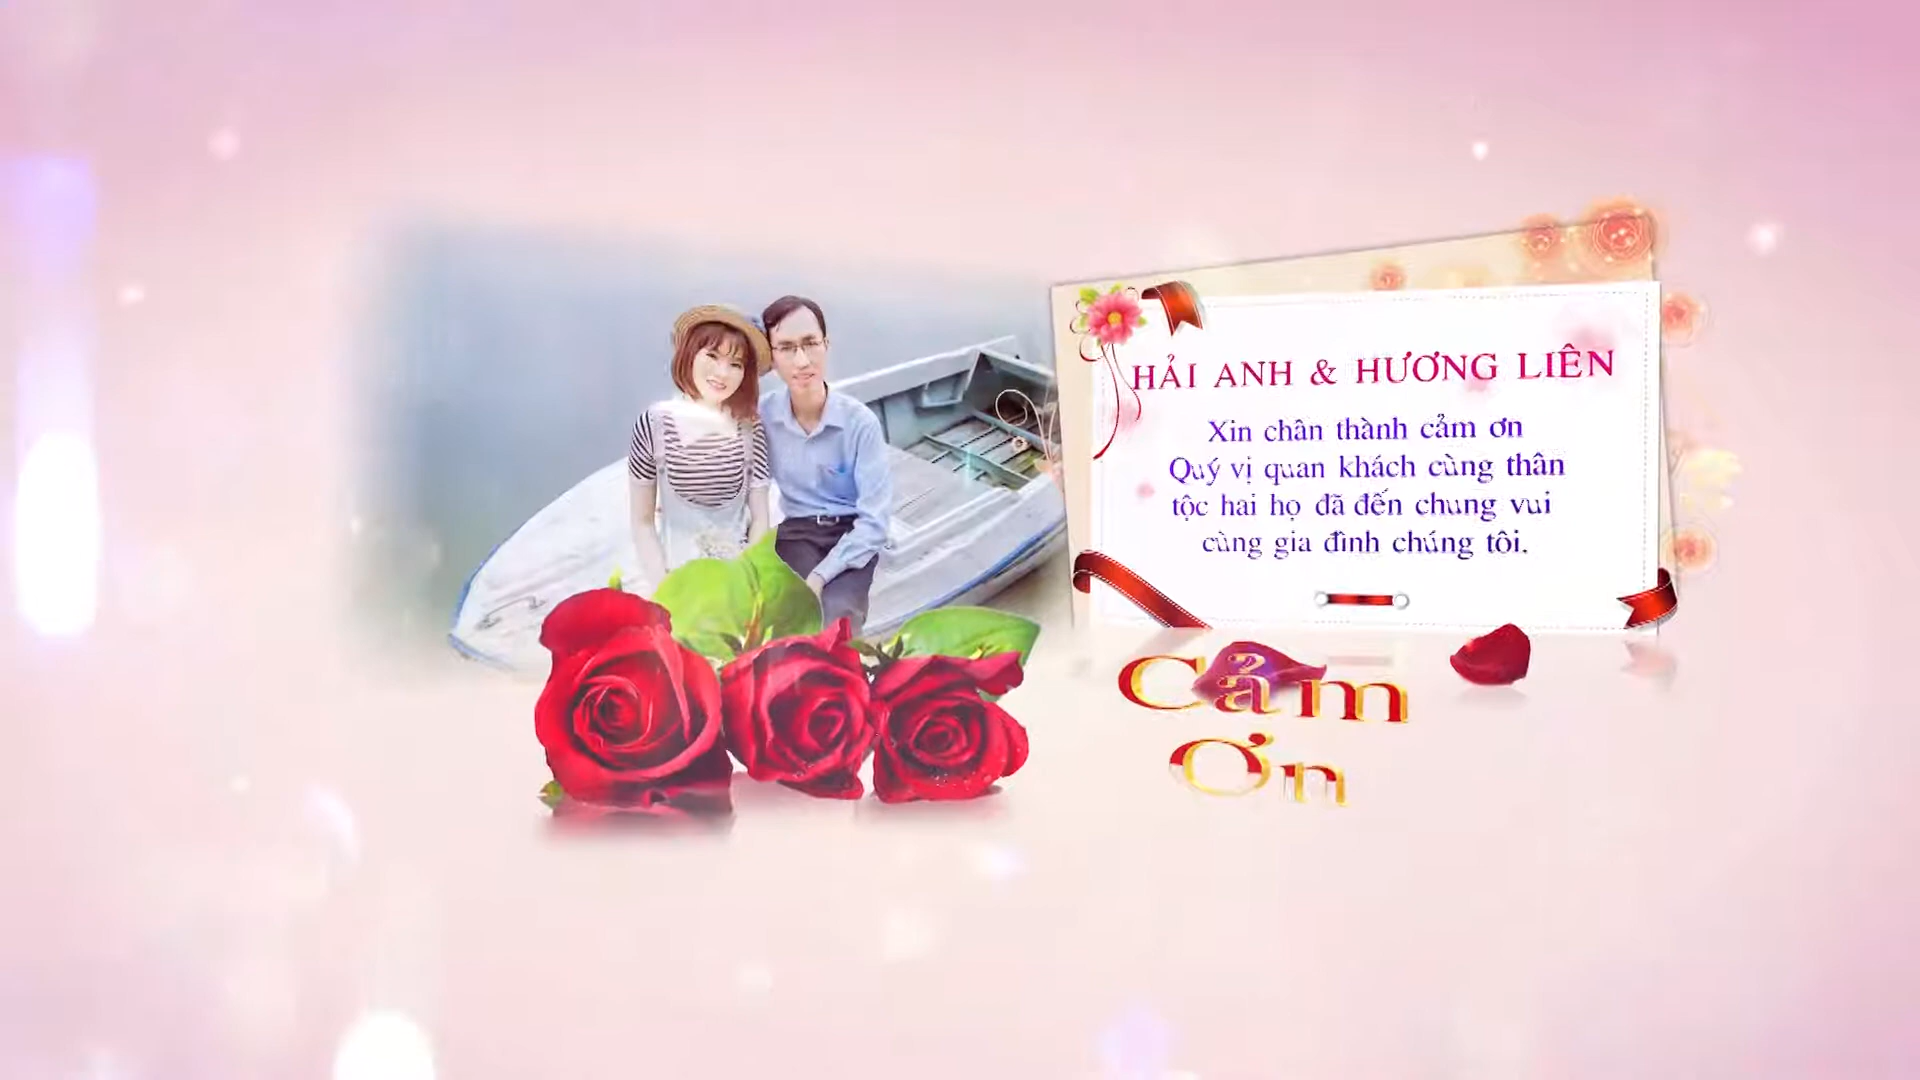 HẢI ANH & HƯƠNG LIÊN
Xin chân thành cảm ơn
Quý vị quan khách cùng thân
tộc hai họ đã đến chung vui
cùng gia đình chúng tôi.
Cảm
Ơn